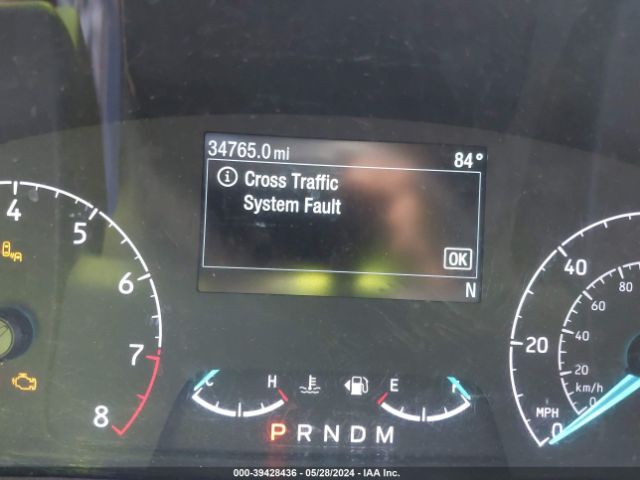 34765.0 mi 84°
Cross Traffic
System Fault
OK
N
4
5
6
7
8
C H
E F
P R N D M
40
20
0
MPH
80
60
40
20
0
km/h
000-39428436 - 05/28/2024 - IAA Inc.